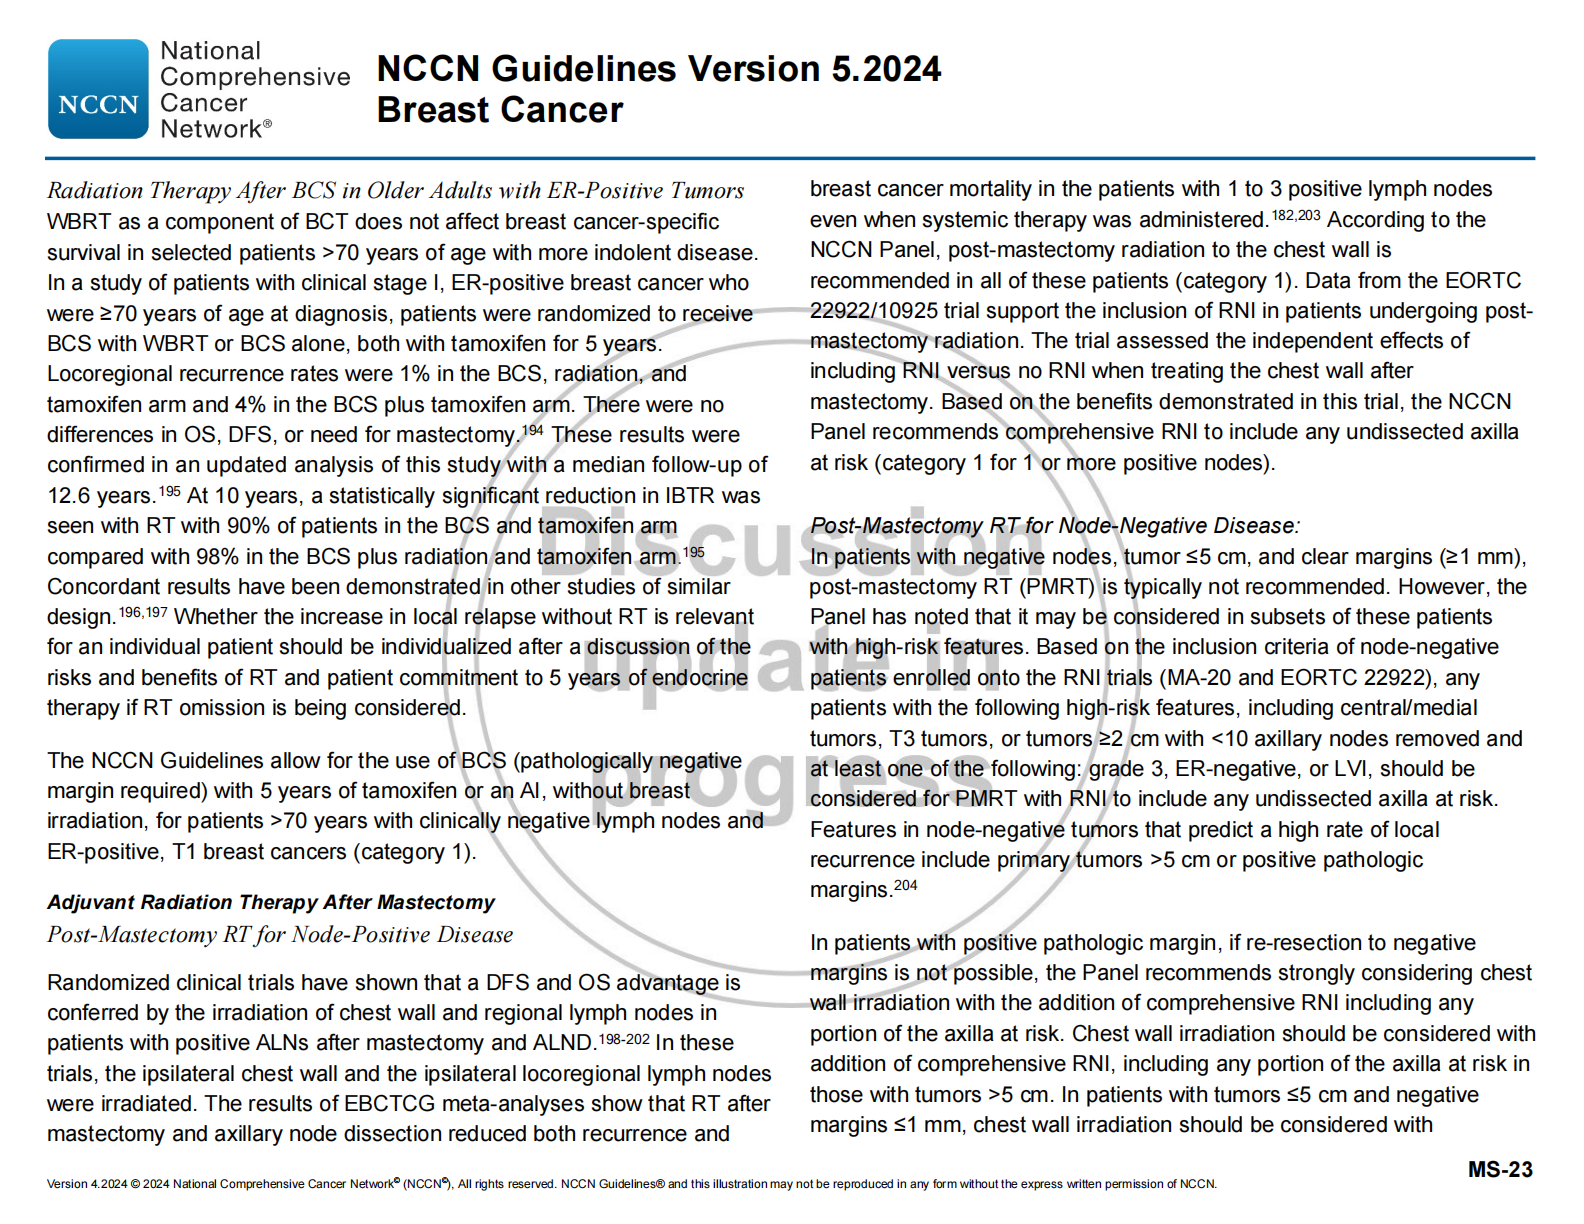 National
Comprehensive
Cancer
Network®
NCCN
NCCN Guidelines Version 5.2024
Breast Cancer
Radiation Therapy After BCS in Older Adults with ER-Positive Tumors
WBRT as a component of BCT does not affect breast cancer-specific
survival in selected patients >70 years of age with more indolent disease.
In a study of patients with clinical stage I, ER-positive breast cancer who
were ≥70 years of age at diagnosis, patients were randomized to receive
BCS with WBRT or BCS alone, both with tamoxifen for 5 years.
Locoregional recurrence rates were 1% in the BCS, radiation, and
tamoxifen arm and 4% in the BCS plus tamoxifen arm. There were no
differences in OS, DFS, or need for mastectomy.194 These results were
confirmed in an updated analysis of this study with a median follow-up of
12.6 years.195 At 10 years, a statistically significant reduction in IBTR was
seen with RT with 90% of patients in the BCS and tamoxifen arm
compared with 98% in the BCS plus radiation and tamoxifen arm.195
Concordant results have been demonstrated in other studies of similar
design.196,197 Whether the increase in local relapse without RT is relevant
for an individual patient should be individualized after a discussion of the
risks and benefits of RT and patient commitment to 5 years of endocrine
therapy if RT omission is being considered.
The NCCN Guidelines allow for the use of BCS (pathologically negative
margin required) with 5 years of tamoxifen or an AI, without breast
irradiation, for patients >70 years with clinically negative lymph nodes and
ER-positive, T1 breast cancers (category 1).
Adjuvant Radiation Therapy After Mastectomy
Post-Mastectomy RT for Node-Positive Disease
Randomized clinical trials have shown that a DFS and OS advantage is
conferred by the irradiation of chest wall and regional lymph nodes in
patients with positive ALNs after mastectomy and ALND.198-202 In these
trials, the ipsilateral chest wall and the ipsilateral locoregional lymph nodes
were irradiated. The results of EBCTCG meta-analyses show that RT after
mastectomy and axillary node dissection reduced both recurrence and
breast cancer mortality in the patients with 1 to 3 positive lymph nodes
even when systemic therapy was administered.182,203 According to the
NCCN Panel, post-mastectomy radiation to the chest wall is
recommended in all of these patients (category 1). Data from the EORTC
22922/10925 trial support the inclusion of RNI in patients undergoing post-
mastectomy radiation. The trial assessed the independent effects of
including RNI versus no RNI when treating the chest wall after
mastectomy. Based on the benefits demonstrated in this trial, the NCCN
Panel recommends comprehensive RNI to include any undissected axilla
at risk (category 1 for 1 or more positive nodes).
Post-Mastectomy RT for Node-Negative Disease:
In patients with negative nodes, tumor ≤5 cm, and clear margins (≥1 mm),
post-mastectomy RT (PMRT) is typically not recommended. However, the
Panel has noted that it may be considered in subsets of these patients
with high-risk features. Based on the inclusion criteria of node-negative
patients enrolled onto the RNI trials (MA-20 and EORTC 22922), any
patients with the following high-risk features, including central/medial
tumors, T3 tumors, or tumors ≥2 cm with <10 axillary nodes removed and
at least one of the following: grade 3, ER-negative, or LVI, should be
considered for PMRT with RNI to include any undissected axilla at risk.
Features in node-negative tumors that predict a high rate of local
recurrence include primary tumors >5 cm or positive pathologic
margins.204
In patients with positive pathologic margin, if re-resection to negative
margins is not possible, the Panel recommends strongly considering chest
wall irradiation with the addition of comprehensive RNI including any
portion of the axilla at risk. Chest wall irradiation should be considered with
addition of comprehensive RNI, including any portion of the axilla at risk in
those with tumors >5 cm. In patients with tumors ≤5 cm and negative
margins ≤1 mm, chest wall irradiation should be considered with
Discussion
update in
progress
MS-23
Version 4.2024 © 2024 National Comprehensive Cancer Network© (NCCN©), All rights reserved. NCCN Guidelines® and this illustration may not be reproduced in any form without the express written permission of NCCN.